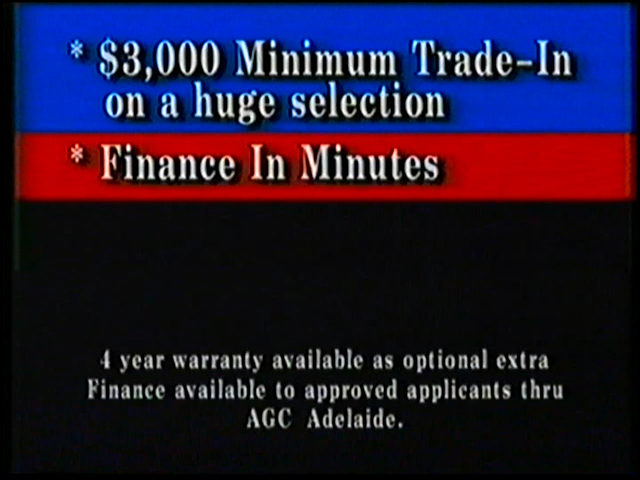 * $3,000 Minimum Trade-In
on a huge selection
* Finance In Minutes
4 year warranty available as optional extra
Finance available to approved applicants thru
AGC Adelaide.